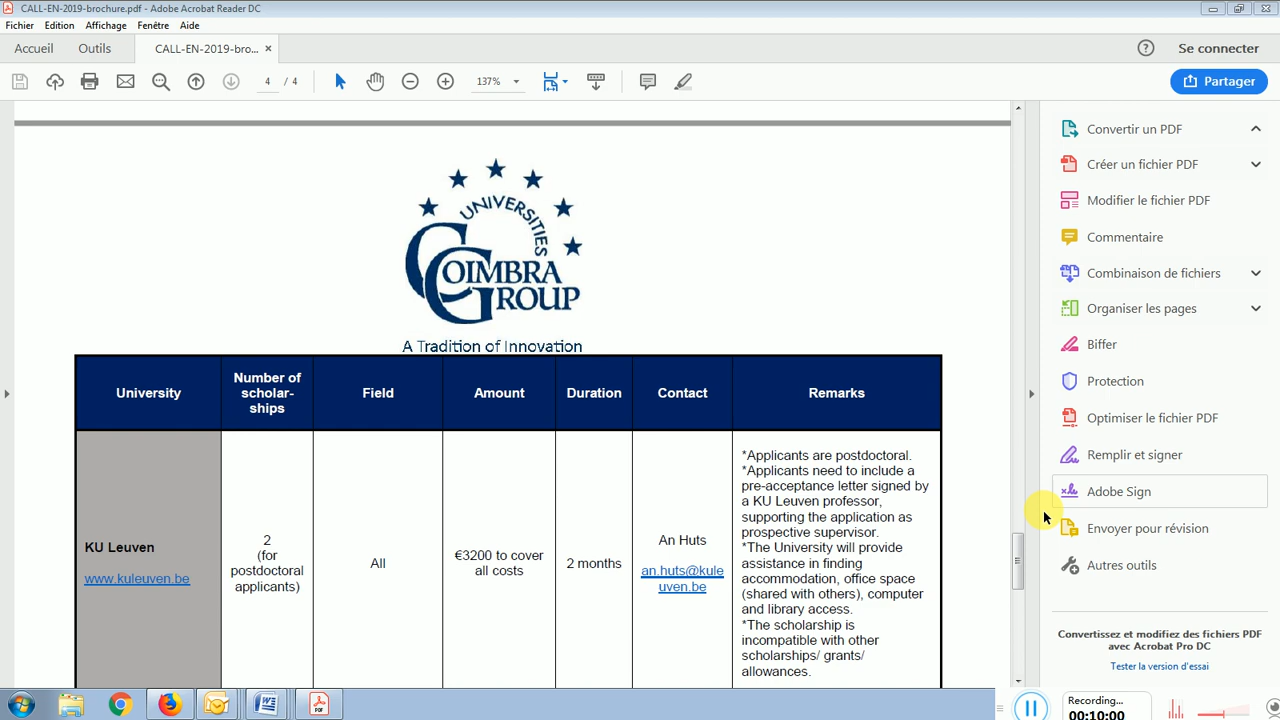 CALL-EN-2019-brochure.pdf - Adobe Acrobat Reader DC
Fichier Edition Affichage Fenêtre Aide
Accueil Outils CALL-EN-2019-bro... × Se connecter
4 / 4 137% Partager
UNIVERSITIES
COIMBRA
GROUP
A Tradition of Innovation
University
Number of
scholar-
ships
Field
Amount
Duration
Contact
Remarks
KU Leuven
www.kuleuven.be
2
(for
postdoctoral
applicants)
All
€3200 to cover
all costs
2 months
An Huts
an.huts@kule
uven.be
*Applicants are postdoctoral.
*Applicants need to include a
pre-acceptance letter signed by
a KU Leuven professor,
supporting the application as
prospective supervisor.
*The University will provide
assistance in finding
accommodation, office space
(shared with others), computer
and library access.
*The scholarship is
incompatible with other
scholarships/ grants/
allowances.
Convertir un PDF
Créer un fichier PDF
Modifier le fichier PDF
Commentaire
Combinaison de fichiers
Organiser les pages
Biffer
Protection
Optimiser le fichier PDF
Remplir et signer
Adobe Sign
Envoyer pour révision
Autres outils
Convertissez et modifiez des fichiers PDF
avec Acrobat Pro DC
Tester la version d'essai
Recording...
00:10:00